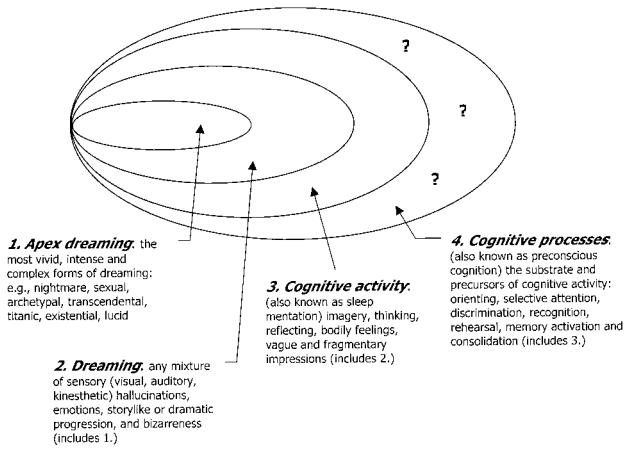 ?
?
?
1. Apex dreaming: the
most vivid, intense and
complex forms of dreaming:
e.g., nightmare, sexual,
archetypal, transcendental,
titanic, existential, lucid
2. Dreaming: any mixture
of sensory (visual, auditory,
kinesthetic) hallucinations,
emotions, storylike or dramatic
progression, and bizarreness
(includes 1.)
3. Cognitive activity:
(also known as sleep
mentation) imagery, thinking,
reflecting, bodily feelings,
vague and fragmentary
impressions (includes 2.)
4. Cognitive processes:
(also known as preconscious
cognition) the substrate and
precursors of cognitive activity:
orienting, selective attention,
discrimination, recognition,
rehearsal, memory activation and
consolidation (includes 3.)